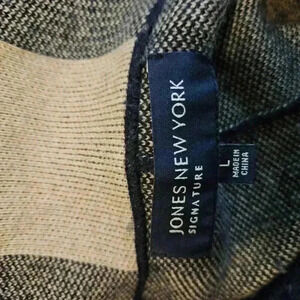 JONES NEW YORK
SIGNATURE
L
MADE IN
CHINA